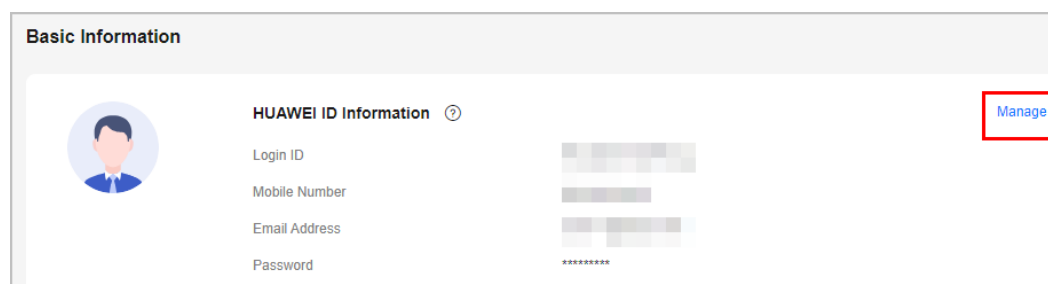 Basic Information
HUAWEI ID Information ?
Manage
Login ID
Mobile Number
Email Address
Password *********